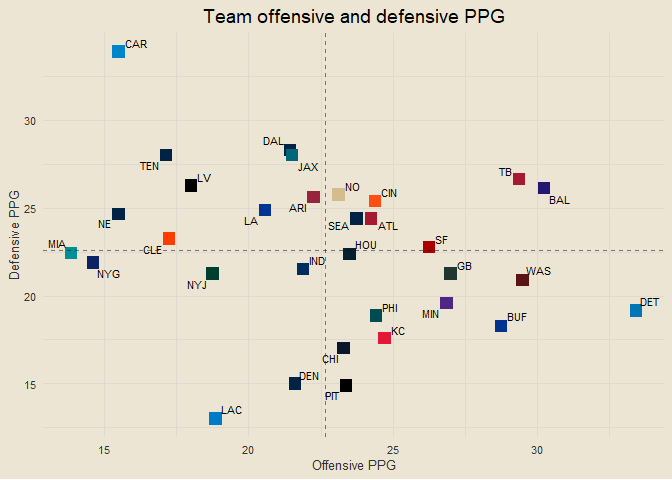 Team offensive and defensive PPG
CAR
30
DAL
TEN
JAX
LV
TB
NO
CIN
BAL
25
NE
LA
ARI
SEA
ATL
MIA
CLE
HOU
SF
NYG
NYJ
IND
GB
WAS
20
PHI
MIN
DET
BUF
KC
CHI
15
DEN
PIT
LAC
Defensive PPG
15
20
25
30
Offensive PPG